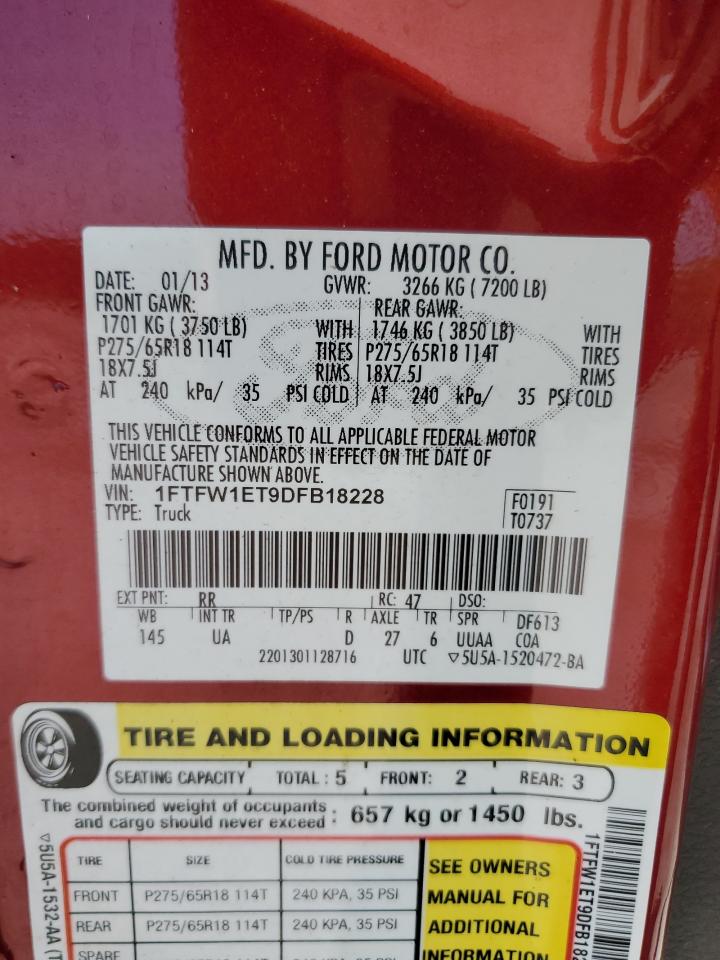 MFD. BY FORD MOTOR CO.
DATE: 01/13 GVWR: 3266 KG ( 7200 LB)
FRONT GAWR: REAR GAWR:
1701 KG ( 3750 LB) WITH 1746 KG ( 3850 LB) WITH
P275/65R18 114T TIRES P275/65R18 114T TIRES
18X7.5J RIMS 18X7.5J RIMS
AT 240 kPa/ 35 PSI COLD AT 240 kPa/ 35 PSI COLD
THIS VEHICLE CONFORMS TO ALL APPLICABLE FEDERAL MOTOR
VEHICLE SAFETY STANDARDS IN EFFECT ON THE DATE OF
MANUFACTURE SHOWN ABOVE.
VIN: 1FTFW1ET9DFB18228 F0191
TYPE: Truck T0737
EXT PNT: RR RC: 47 DSO:
WB INT TR TP/PS R AXLE TR SPR DF613
145 UA D 27 6 UUAA COA
2201301128716 UTC ▽5U5A-1520472-BA
TIRE AND LOADING INFORMATION
SEATING CAPACITY TOTAL : 5 FRONT: 2 REAR: 3
The combined weight of occupants
and cargo should never exceed : 657 kg or 1450 lbs.
TIRE SIZE COLD TIRE PRESSURE
FRONT P275/65R18 114T 240 KPA, 35 PSI
REAR P275/65R18 114T 240 KPA, 35 PSI
SPARE
SEE OWNERS
MANUAL FOR
ADDITIONAL
INFORMATION
▽5U5A-1532-AA (T
1FTFW1ET9DFB182